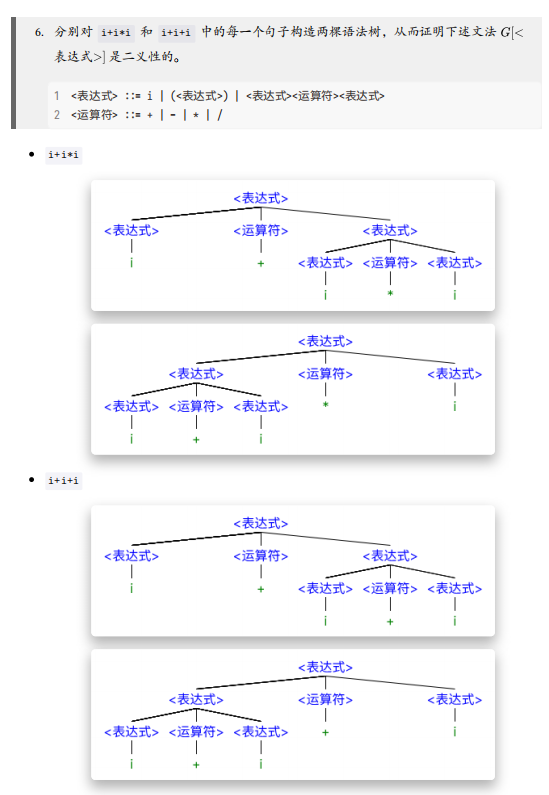 6. 分别对 i+i*i 和 i+i+i 中的每一个句子构造两棵语法树，从而证明下述文法 G[<
表达式>] 是二义性的。
1 <表达式> ::= i | (<表达式>) | <表达式><运算符><表达式>
2 <运算符> ::= + | - | * | /
• i+i*i
<表达式>
<表达式> <运算符> <表达式>
i + <表达式> <运算符> <表达式>
i * i
<表达式>
<表达式> <运算符> <表达式>
<表达式> <运算符> <表达式> * i
i + i
• i+i+i
<表达式>
<表达式> <运算符> <表达式>
i + <表达式> <运算符> <表达式>
i + i
<表达式>
<表达式> <运算符> <表达式>
<表达式> <运算符> <表达式> + i
i + i